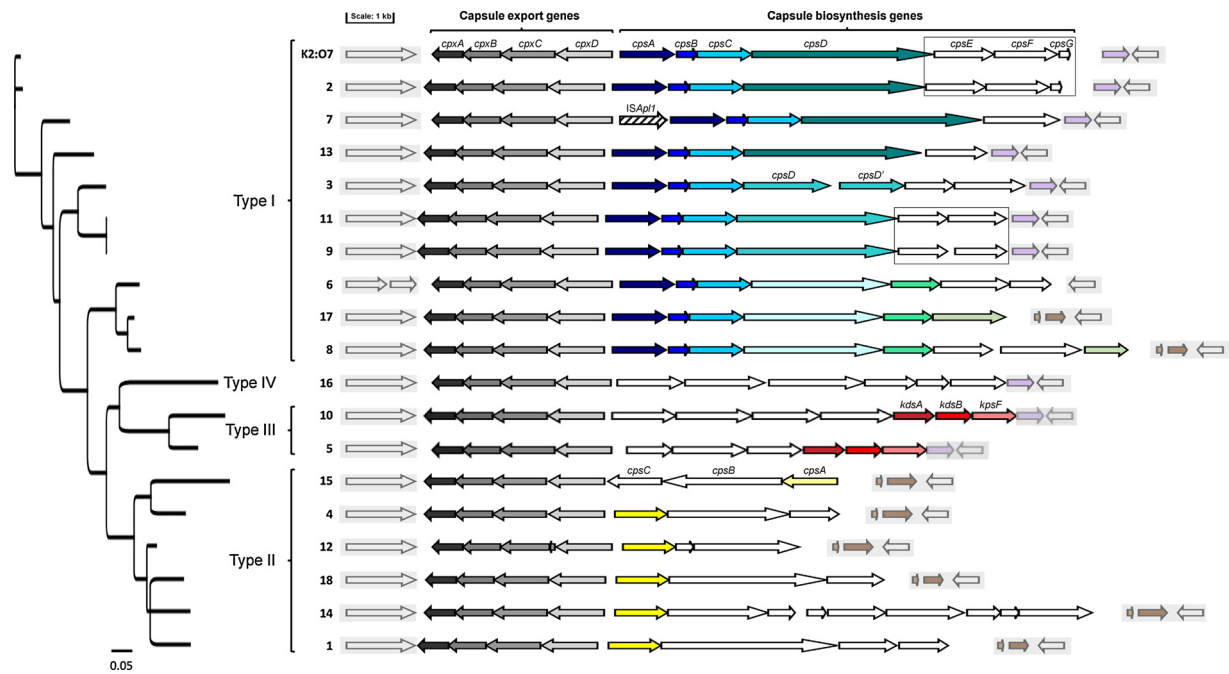 Scale: 1 kb
Capsule export genes
Capsule biosynthesis genes
K2:O7 cpxA cpxB cpxC cpxD cpsA cpsB cpsC cpsD cpsE cpsF cpsG
2
7 ISApl1
13
3 cpsD cpsD'
Type I
11
9
6
17
8
Type IV 16
10 kdsA kdsB kpsF
Type III
5
15 cpsC cpsB cpsA
4
12
Type II
18
14
1
0.05